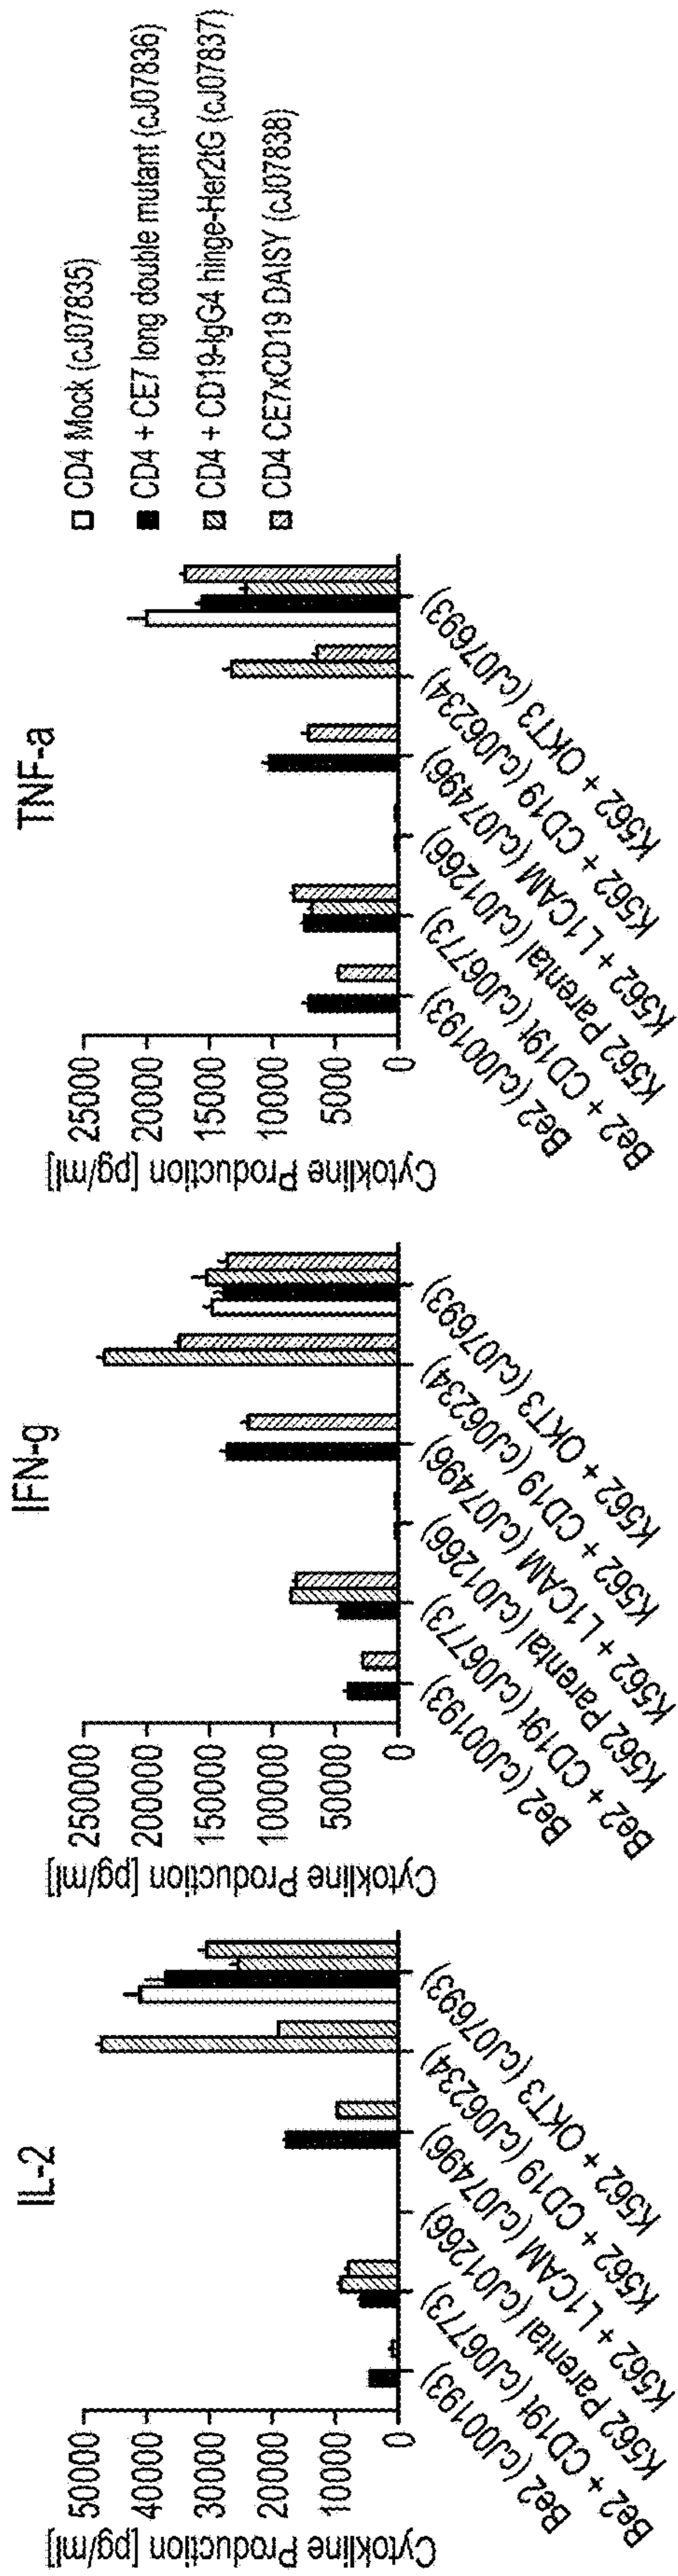 IL-2
Cytokline Production [pg/ml]
50000
40000
30000
20000
10000
0
Be2 (cJ00193)
Be2 + CD19t (cJ06773)
K562 Parental (cJ01266)
K562 + L1CAM (cJ07496)
K562 + CD19 (cJ06234)
K562 + OKT3 (cJ07693)
IFN-g
Cytokline Production [pg/ml]
250000
200000
150000
100000
50000
0
Be2 (cJ00193)
Be2 + CD19t (cJ06773)
K562 Parental (cJ01266)
K562 + L1CAM (cJ07496)
K562 + CD19 (cJ06234)
K562 + OKT3 (cJ07693)
TNF-a
Cytokline Production [pg/ml]
25000
20000
15000
10000
5000
0
Be2 (cJ00193)
Be2 + CD19t (cJ06773)
K562 Parental (cJ01266)
K562 + L1CAM (cJ07496)
K562 + CD19 (cJ06234)
K562 + OKT3 (cJ07693)
CD4 Mock (cJ07835)
CD4 + CE7 long double mutant (cJ07836)
CD4 + CD19-IgG4 hinge-Her2tG (cJ07837)
CD4 CE7xCD19 DAISY (cJ07838)